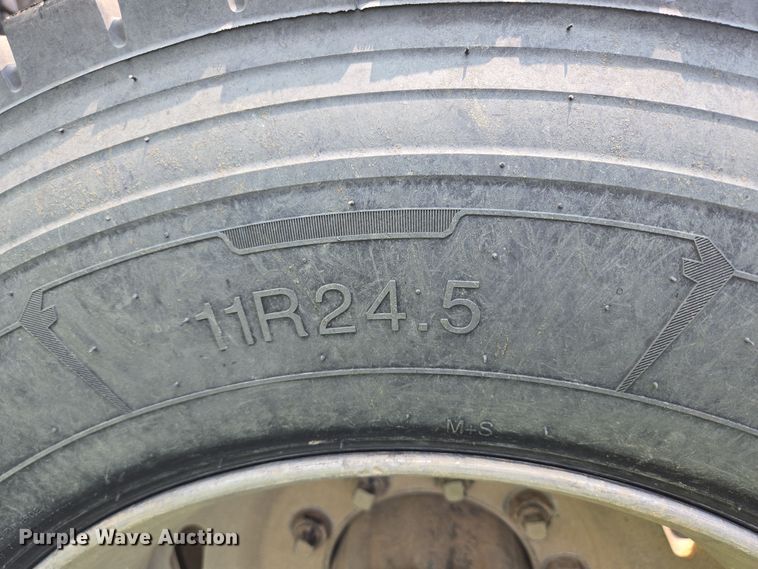 11R24.5
M+S
Purple Wave Auction